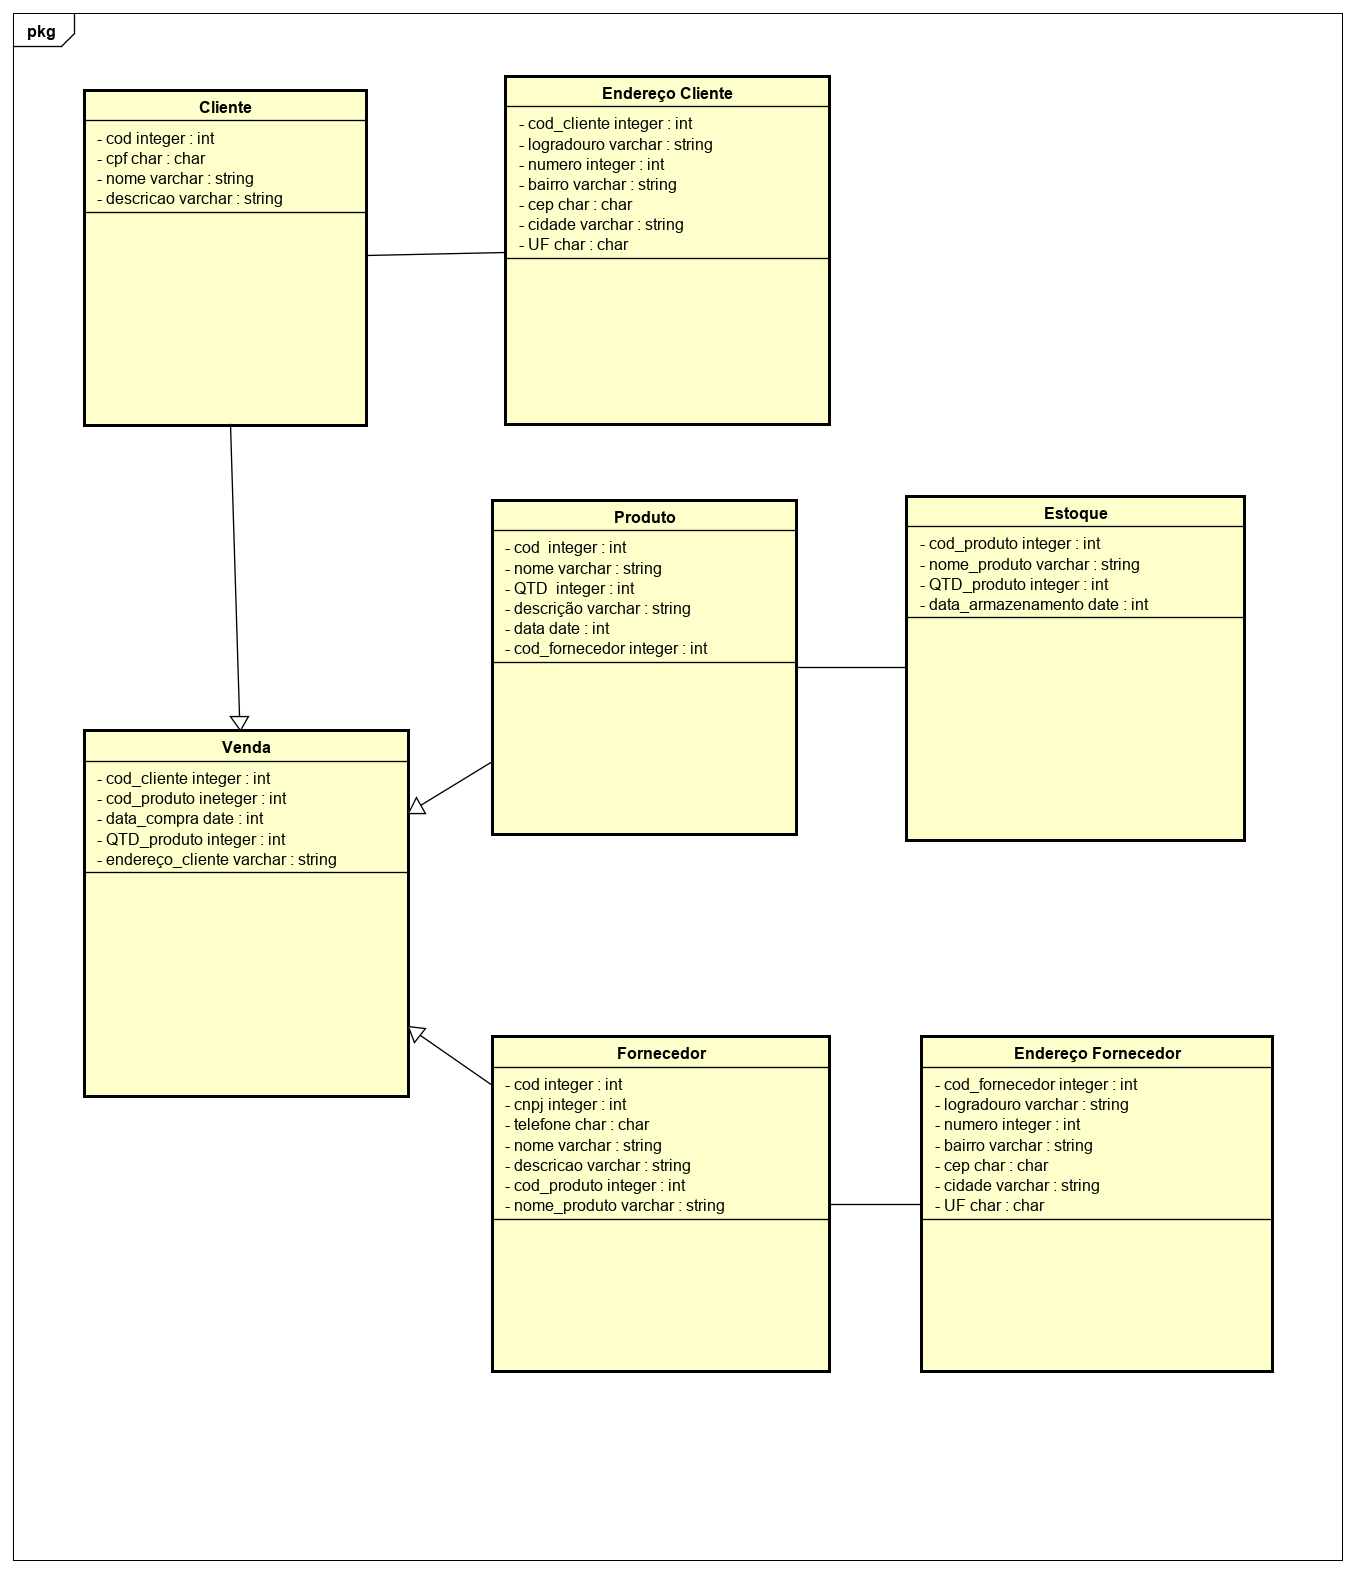 pkg
Cliente
- cod integer : int
- cpf char : char
- nome varchar : string
- descricao varchar : string
Endereço Cliente
- cod_cliente integer : int
- logradouro varchar : string
- numero integer : int
- bairro varchar : string
- cep char : char
- cidade varchar : string
- UF char : char
Produto
- cod  integer : int
- nome varchar : string
- QTD  integer : int
- descrição varchar : string
- data date : int
- cod_fornecedor integer : int
Estoque
- cod_produto integer : int
- nome_produto varchar : string
- QTD_produto integer : int
- data_armazenamento date : int
Venda
- cod_cliente integer : int
- cod_produto ineteger : int
- data_compra date : int
- QTD_produto integer : int
- endereço_cliente varchar : string
Fornecedor
- cod integer : int
- cnpj integer : int
- telefone char : char
- nome varchar : string
- descricao varchar : string
- cod_produto integer : int
- nome_produto varchar : string
Endereço Fornecedor
- cod_fornecedor integer : int
- logradouro varchar : string
- numero integer : int
- bairro varchar : string
- cep char : char
- cidade varchar : string
- UF char : char